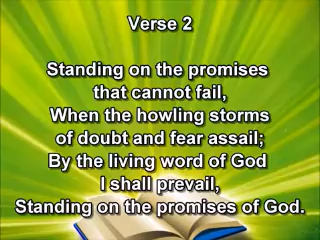 Verse 2
Standing on the promises
that cannot fail,
When the howling storms
of doubt and fear assail;
By the living word of God
I shall prevail,
Standing on the promises of God.